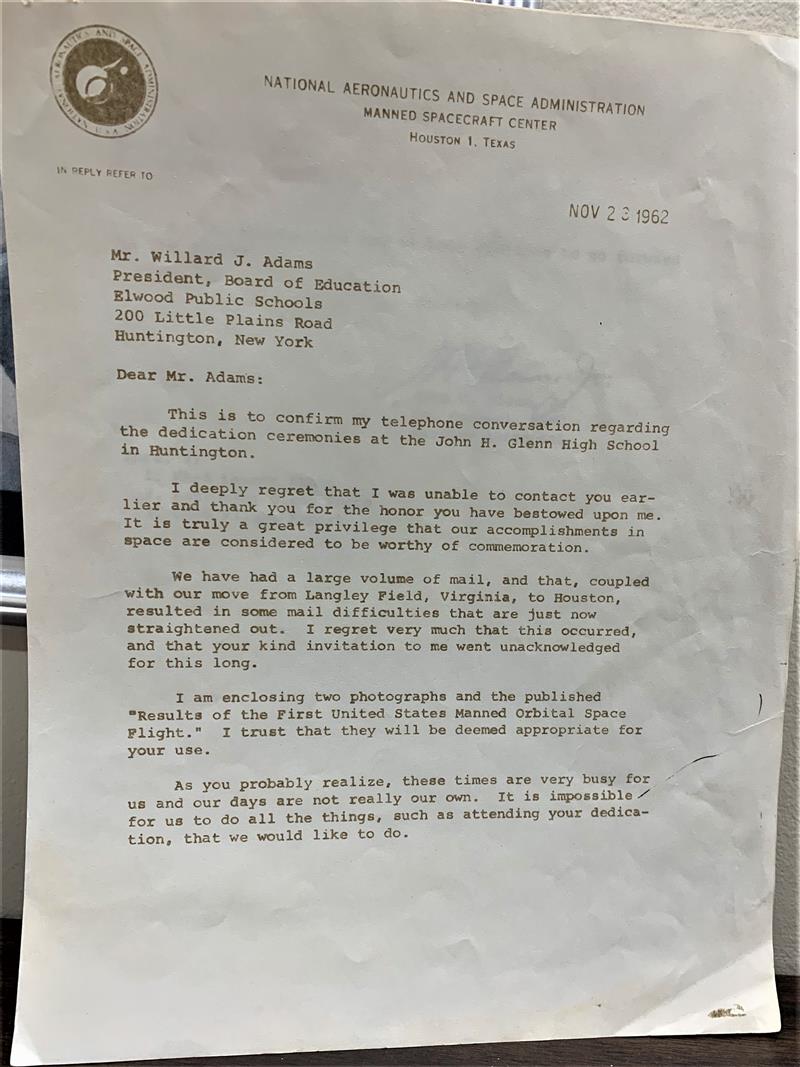 NATIONAL AERONAUTICS AND SPACE ADMINISTRATION U.S.A.
NATIONAL AERONAUTICS AND SPACE ADMINISTRATION
MANNED SPACECRAFT CENTER
HOUSTON 1, TEXAS
IN REPLY REFER TO
NOV 23 1962
Mr. Willard J. Adams
President, Board of Education
Elwood Public Schools
200 Little Plains Road
Huntington, New York
Dear Mr. Adams:
This is to confirm my telephone conversation regarding
the dedication ceremonies at the John H. Glenn High School
in Huntington.
I deeply regret that I was unable to contact you ear-
lier and thank you for the honor you have bestowed upon me.
It is truly a great privilege that our accomplishments in
space are considered to be worthy of commemoration.
We have had a large volume of mail, and that, coupled
with our move from Langley Field, Virginia, to Houston,
resulted in some mail difficulties that are just now
straightened out. I regret very much that this occurred,
and that your kind invitation to me went unacknowledged
for this long.
I am enclosing two photographs and the published
"Results of the First United States Manned Orbital Space
Flight." I trust that they will be deemed appropriate for
your use.
As you probably realize, these times are very busy for
us and our days are not really our own. It is impossible
for us to do all the things, such as attending your dedica-
tion, that we would like to do.